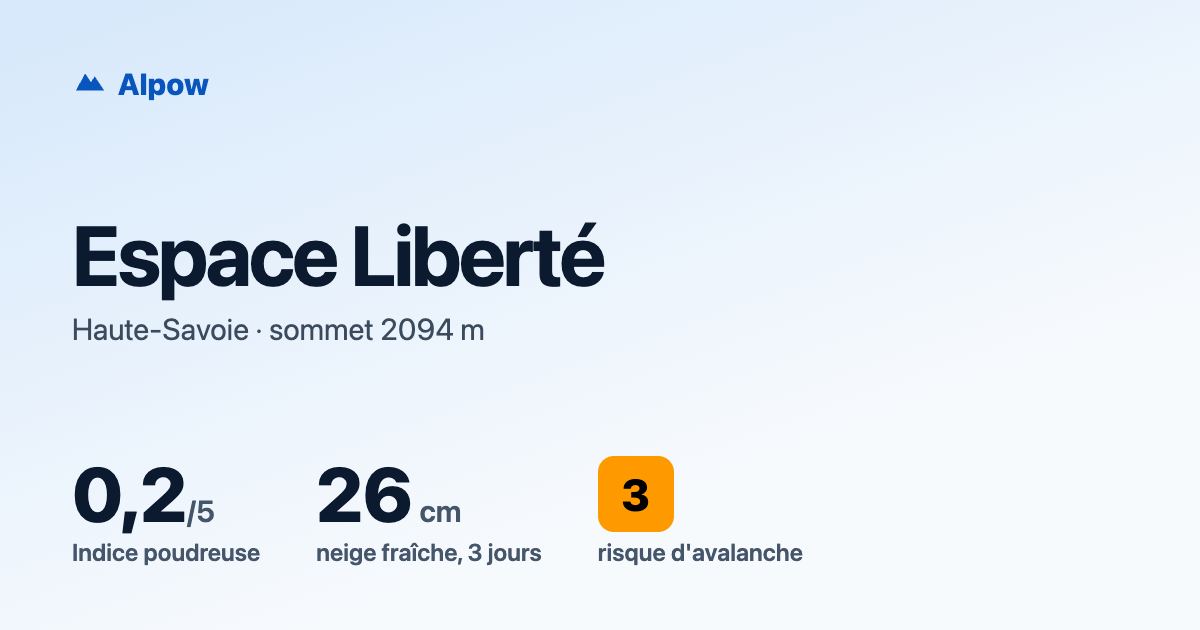 Alpow
Espace Liberté
Haute-Savoie · sommet 2094 m
0,2/5
Indice poudreuse
26 cm
neige fraîche, 3 jours
3
risque d'avalanche